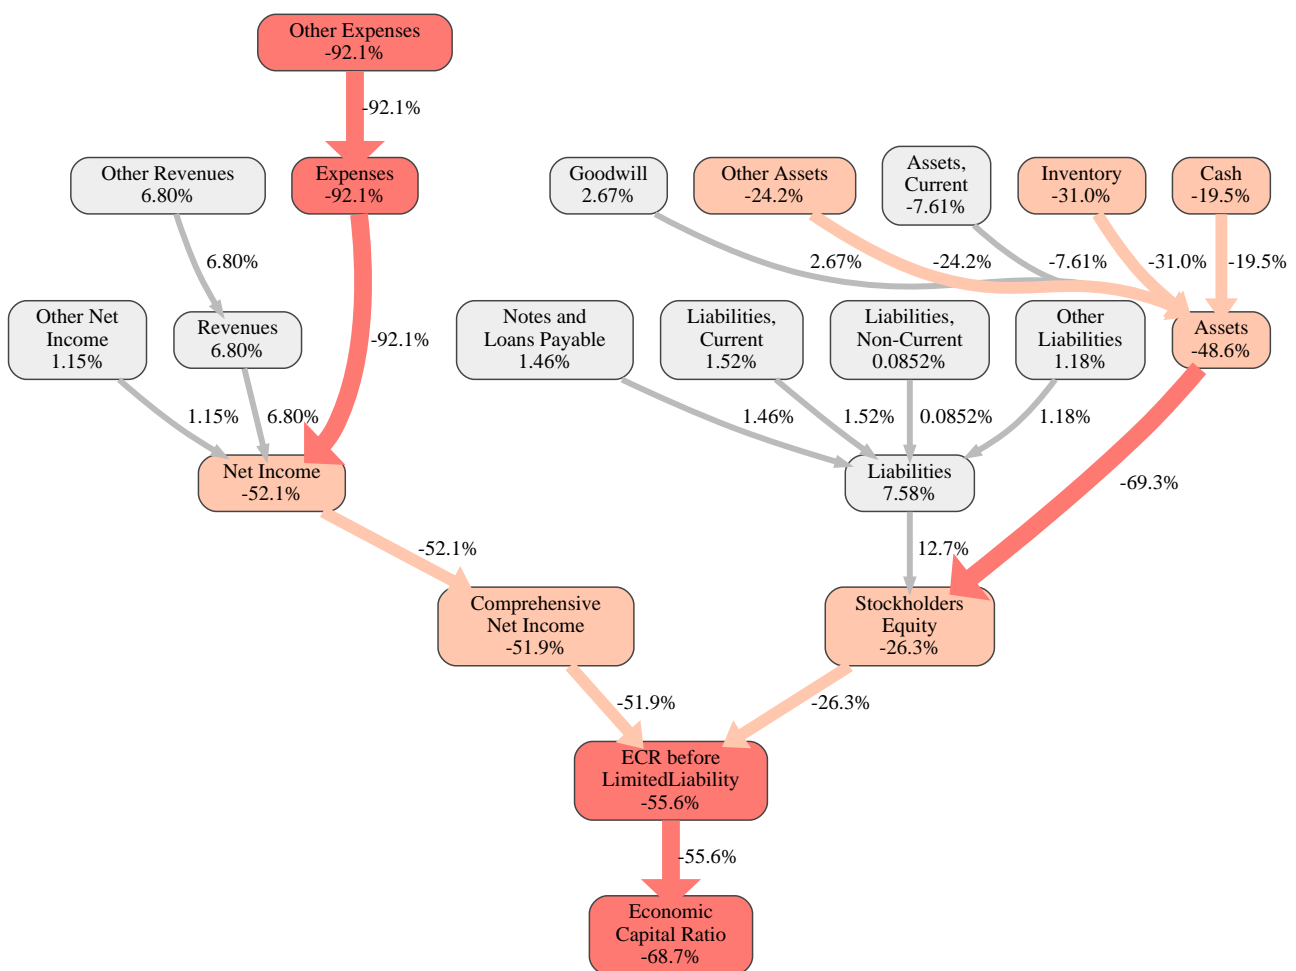 Other Expenses
-92.1%
-92.1%
Other Revenues
6.80%
Expenses
-92.1%
Goodwill
2.67%
Other Assets
-24.2%
Assets,
Current
-7.61%
Inventory
-31.0%
Cash
-19.5%
6.80%
2.67%
-24.2%
-7.61%
-31.0%
-19.5%
Other Net
Income
1.15%
Revenues
6.80%
-92.1%
Notes and
Loans Payable
1.46%
Liabilities,
Current
1.52%
Liabilities,
Non-Current
0.0852%
Other
Liabilities
1.18%
Assets
-48.6%
1.15%
6.80%
1.46%
1.52%
0.0852%
1.18%
Net Income
-52.1%
Liabilities
7.58%
-69.3%
-52.1%
12.7%
Comprehensive
Net Income
-51.9%
Stockholders
Equity
-26.3%
-51.9%
-26.3%
ECR before
LimitedLiability
-55.6%
-55.6%
Economic
Capital Ratio
-68.7%